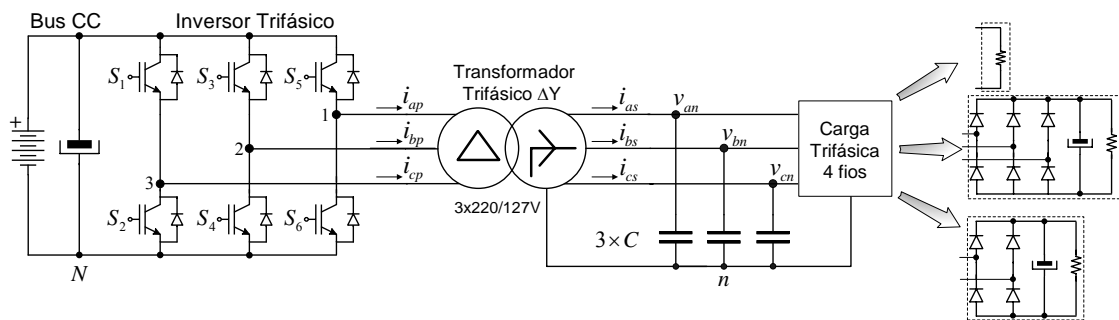 Bus CC
Inversor Trifásico
S1
S3
S5
+
1
2
3
S2
S4
S6
N
iap
ibp
icp
Transformador
Trifásico ΔY
Δ
3x220/127V
ias
ibs
ics
van
vbn
vcn
3×C
n
Carga
Trifásica
4 fios